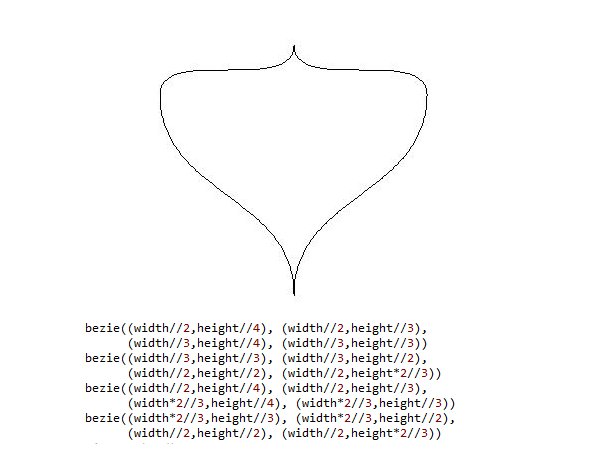 bezie((width//2,height//4), (width//2,height//3),
(width//3,height//4), (width//3,height//3))
bezie((width//3,height//3), (width//3,height//2),
(width//2,height//2), (width//2,height*2//3))
bezie((width//2,height//4), (width//2,height//3),
(width*2//3,height//4), (width*2//3,height//3))
bezie((width*2//3,height//3), (width*2//3,height//2),
(width//2,height//2), (width//2,height*2//3))